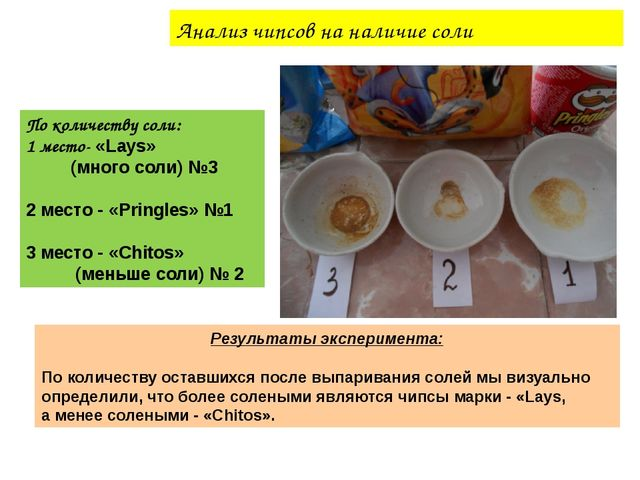 Анализ чипсов на наличие соли
По количеству соли:
1 место- «Lays»
(много соли) №3
2 место - «Pringles» №1
3 место - «Chitos»
(меньше соли) № 2
Pringles
Origi
3
2
1
Результаты эксперимента:
По количеству оставшихся после выпаривания солей мы визуально
определили, что более солеными являются чипсы марки - «Lays,
а менее солеными - «Chitos».